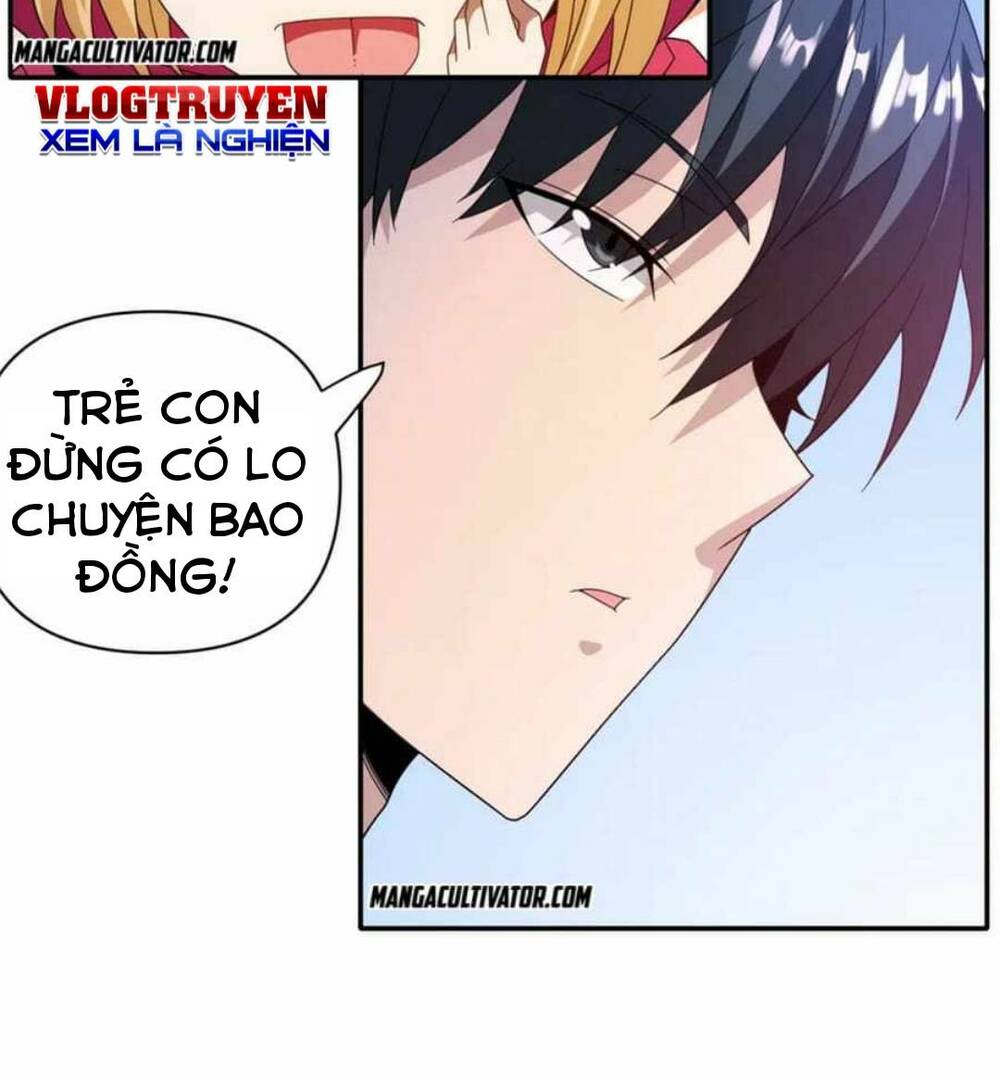 MANGACULTIVATOR.COM
VLOGTRUYEN
XEM LÀ NGHIỆN
TRẺ CON
ĐỪNG CÓ LO
CHUYỆN BAO
ĐỒNG!
MANGACULTIVATOR.COM